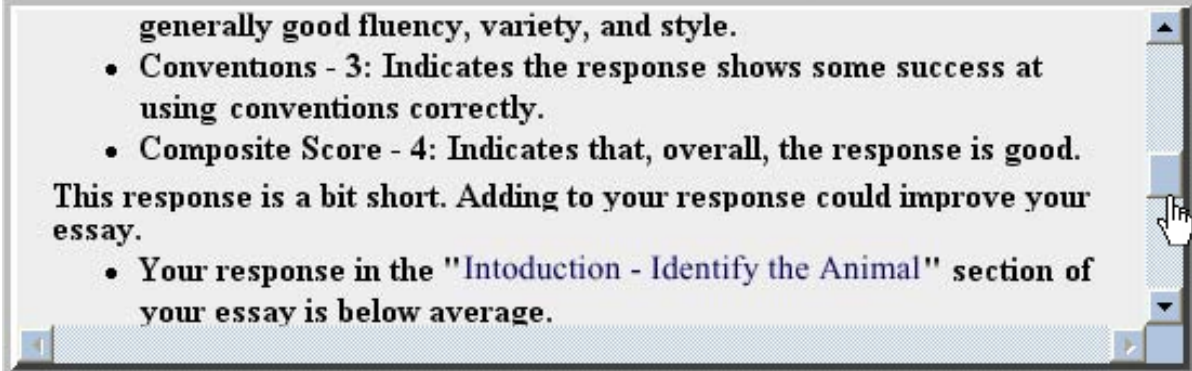 generally good fluency, variety, and style.
• Conventions - 3: Indicates the response shows some success at
using conventions correctly.
• Composite Score - 4: Indicates that, overall, the response is good.
This response is a bit short. Adding to your response could improve your
essay.
• Your response in the "Intoduction - Identify the Animal" section of
your essay is below average.